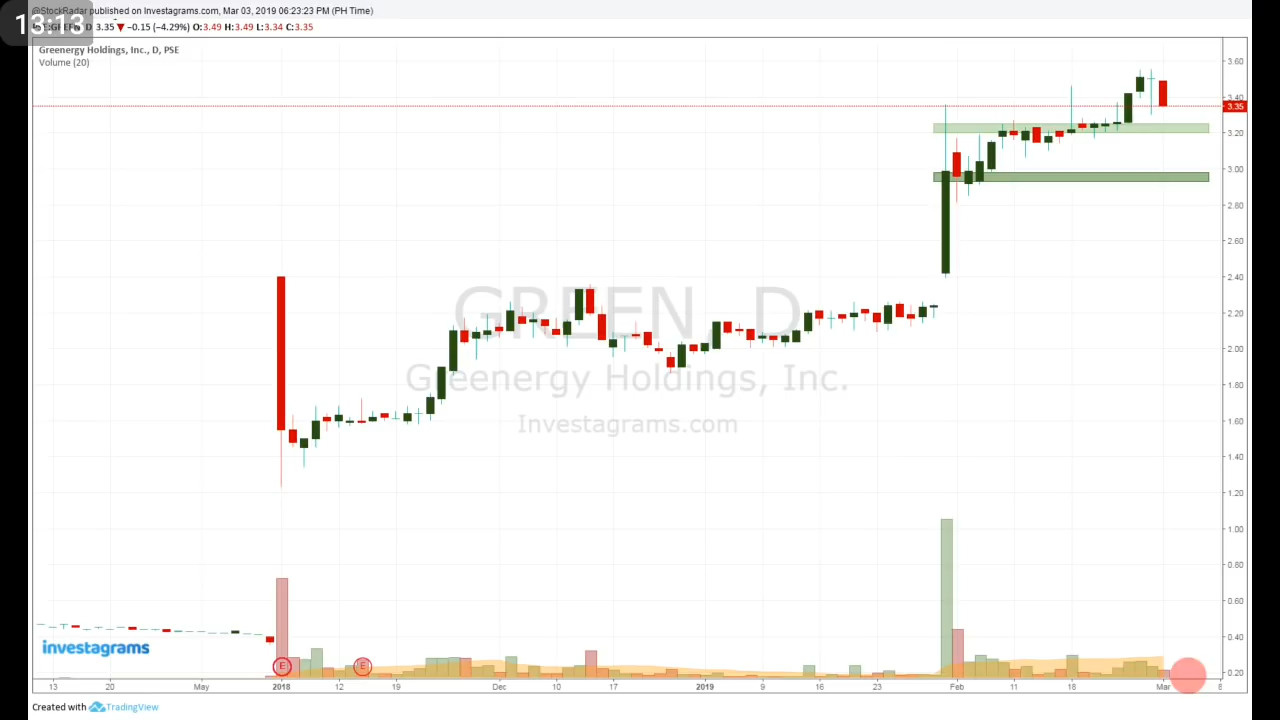 @StockRadar published on Investagrams.com, Mar 03, 2019 06:23:23 PM (PH Time)
13:13
D 3.35 ▼ −0.15 (−4.29%) O:3.49 H:3.49 L:3.34 C:3.35
Greenergy Holdings, Inc., D, PSE
Volume (20)
3.60
3.40
3.35
3.20
3.00
2.80
2.60
2.40
2.20
2.00
1.80
1.60
1.40
1.20
1.00
0.80
0.60
0.40
0.20
GREEN, D
Greenergy Holdings, Inc.
Investagrams.com
investagrams
E E
13 20 May 2018 12 19 Dec 10 17 2019 9 16 23 Feb 11 18 Mar 8
Created with TradingView